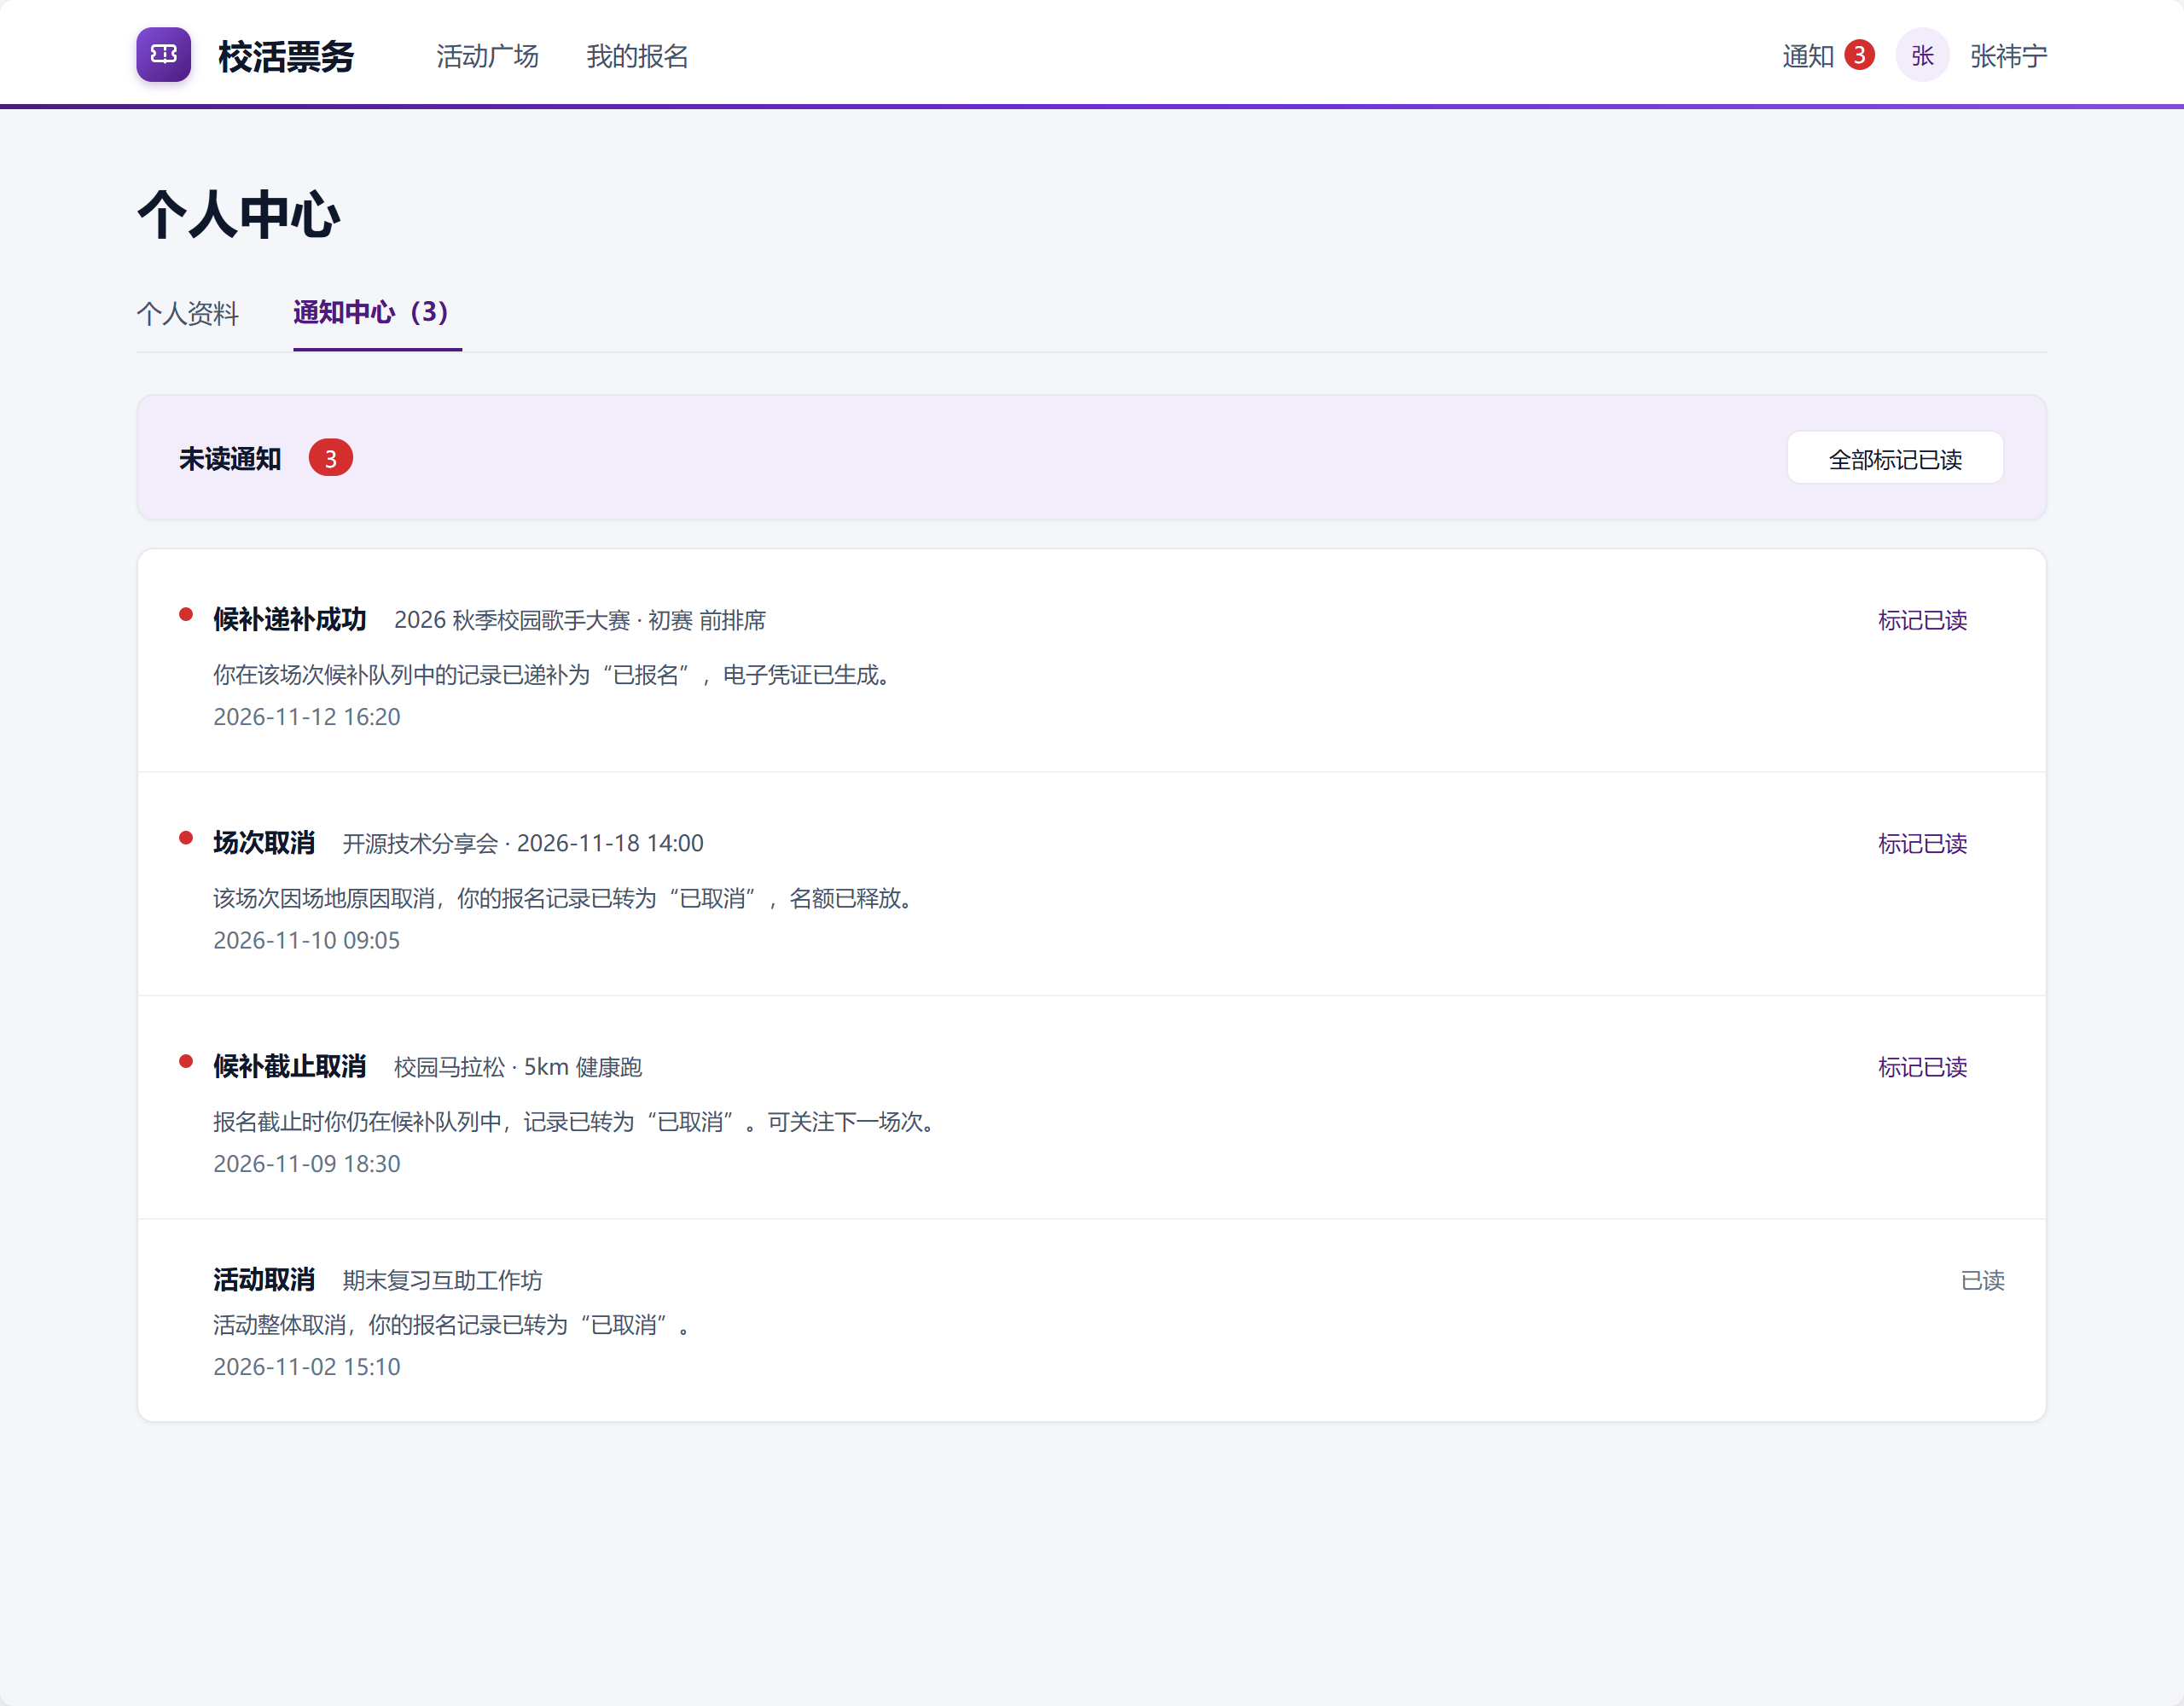 校活票务 活动广场 我的报名 通知 3 张 张祎宁
个人中心
个人资料 通知中心（3）
未读通知 3 全部标记已读
候补递补成功 2026 秋季校园歌手大赛 · 初赛 前排席 标记已读
你在该场次候补队列中的记录已递补为“已报名”，电子凭证已生成。
2026-11-12 16:20
场次取消 开源技术分享会 · 2026-11-18 14:00 标记已读
该场次因场地原因取消，你的报名记录已转为“已取消”，名额已释放。
2026-11-10 09:05
候补截止取消 校园马拉松 · 5km 健康跑 标记已读
报名截止时你仍在候补队列中，记录已转为“已取消”。可关注下一场次。
2026-11-09 18:30
活动取消 期末复习互助工作坊 已读
活动整体取消，你的报名记录已转为“已取消”。
2026-11-02 15:10